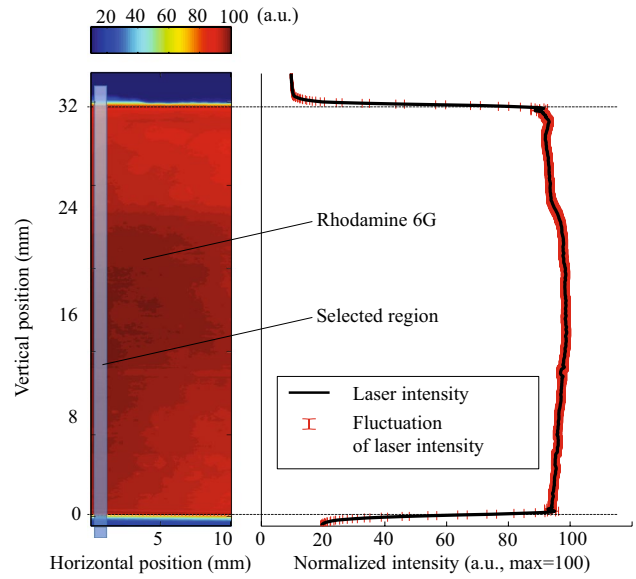 20 40 60 80 100 (a.u.)
32
24
16
8
0
Vertical position (mm)
Rhodamine 6G
Selected region
Laser intensity
Fluctuation
of laser intensity
5 10
0 20 40 60 80 100
Horizontal position (mm)
Normalized intensity (a.u., max=100)